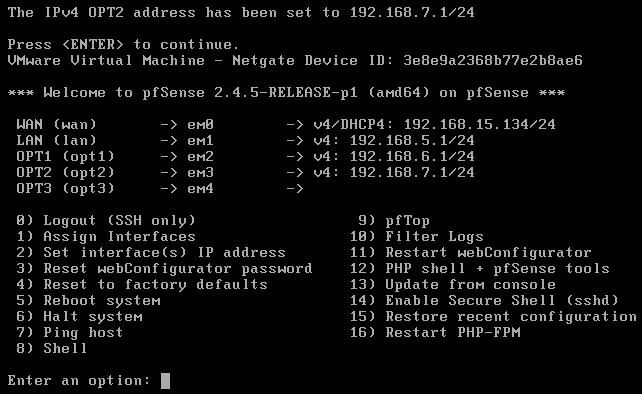 The IPv4 OPT2 address has been set to 192.168.7.1/24
Press <ENTER> to continue.
VMware Virtual Machine - Netgate Device ID: 3e8e9a2368b77e2b8ae6
*** Welcome to pfSense 2.4.5-RELEASE-p1 (amd64) on pfSense ***
WAN (wan) -> em0 -> v4/DHCP4: 192.168.15.134/24
LAN (lan) -> em1 -> v4: 192.168.5.1/24
OPT1 (opt1) -> em2 -> v4: 192.168.6.1/24
OPT2 (opt2) -> em3 -> v4: 192.168.7.1/24
OPT3 (opt3) -> em4 ->
0) Logout (SSH only) 9) pfTop
1) Assign Interfaces 10) Filter Logs
2) Set interface(s) IP address 11) Restart webConfigurator
3) Reset webConfigurator password 12) PHP shell + pfSense tools
4) Reset to factory defaults 13) Update from console
5) Reboot system 14) Enable Secure Shell (sshd)
6) Halt system 15) Restore recent configuration
7) Ping host 16) Restart PHP-FPM
8) Shell
Enter an option: